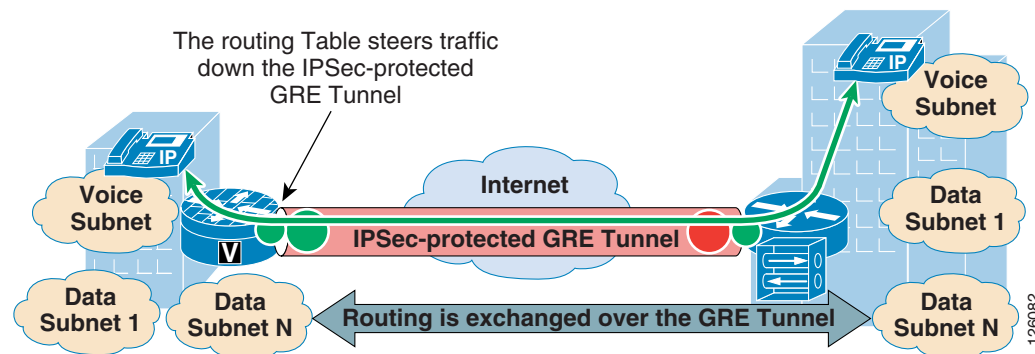 The routing Table steers traffic
down the IPSec-protected
GRE Tunnel
IP
Voice
Subnet
IP
Voice
Subnet
Internet
Data
Subnet 1
IPSec-protected GRE Tunnel
V
Data
Subnet 1
Data
Subnet N
Routing is exchanged over the GRE Tunnel
Data
Subnet N
126082